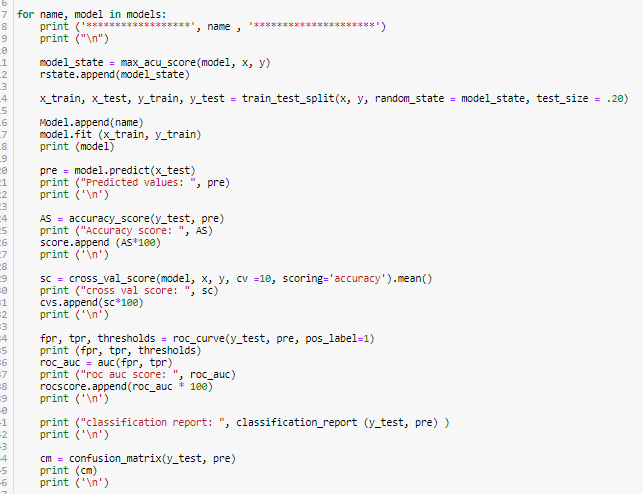 7 for name, model in models:
8 print ('******************', name , '*********************')
9 print ("\n")
model_state = max_acu_score(model, x, y)
rstate.append(model_state)
x_train, x_test, y_train, y_test = train_test_split(x, y, random_state = model_state, test_size = .20)
Model.append(name)
model.fit (x_train, y_train)
print (model)
pre = model.predict(x_test)
print ("Predicted values: ", pre)
print ('\n')
AS = accuracy_score(y_test, pre)
print ("Accuracy score: ", AS)
score.append (AS*100)
print ('\n')
sc = cross_val_score(model, x, y, cv =10, scoring='accuracy').mean()
print ("cross val score: ", sc)
cvs.append(sc*100)
print ('\n')
fpr, tpr, thresholds = roc_curve(y_test, pre, pos_label=1)
print (fpr, tpr, thresholds)
roc_auc = auc(fpr, tpr)
print ("roc auc score: ", roc_auc)
rocscore.append(roc_auc * 100)
print ('\n')
print ("classification report: ", classification_report (y_test, pre) )
print ('\n')
cm = confusion_matrix(y_test, pre)
print (cm)
print ('\n')